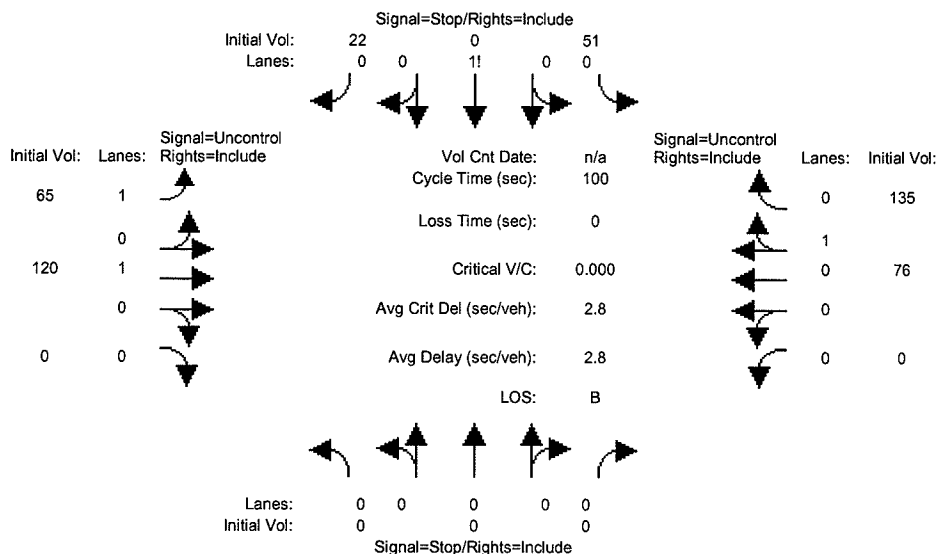 Signal=Stop/Rights=Include
Initial Vol: 22 0 51
Lanes: 0 0 1! 0 0
Signal=Uncontrol
Initial Vol: Lanes: Rights=Include
65 1
0
120 1
0
0 0
Vol Cnt Date: n/a
Cycle Time (sec): 100
Loss Time (sec): 0
Critical V/C: 0.000
Avg Crit Del (sec/veh): 2.8
Avg Delay (sec/veh): 2.8
LOS: B
Signal=Uncontrol
Rights=Include Lanes: Initial Vol:
0 135
1
0 76
0
0 0
Lanes: 0 0 0 0 0
Initial Vol: 0 0 0
Signal=Stop/Rights=Include